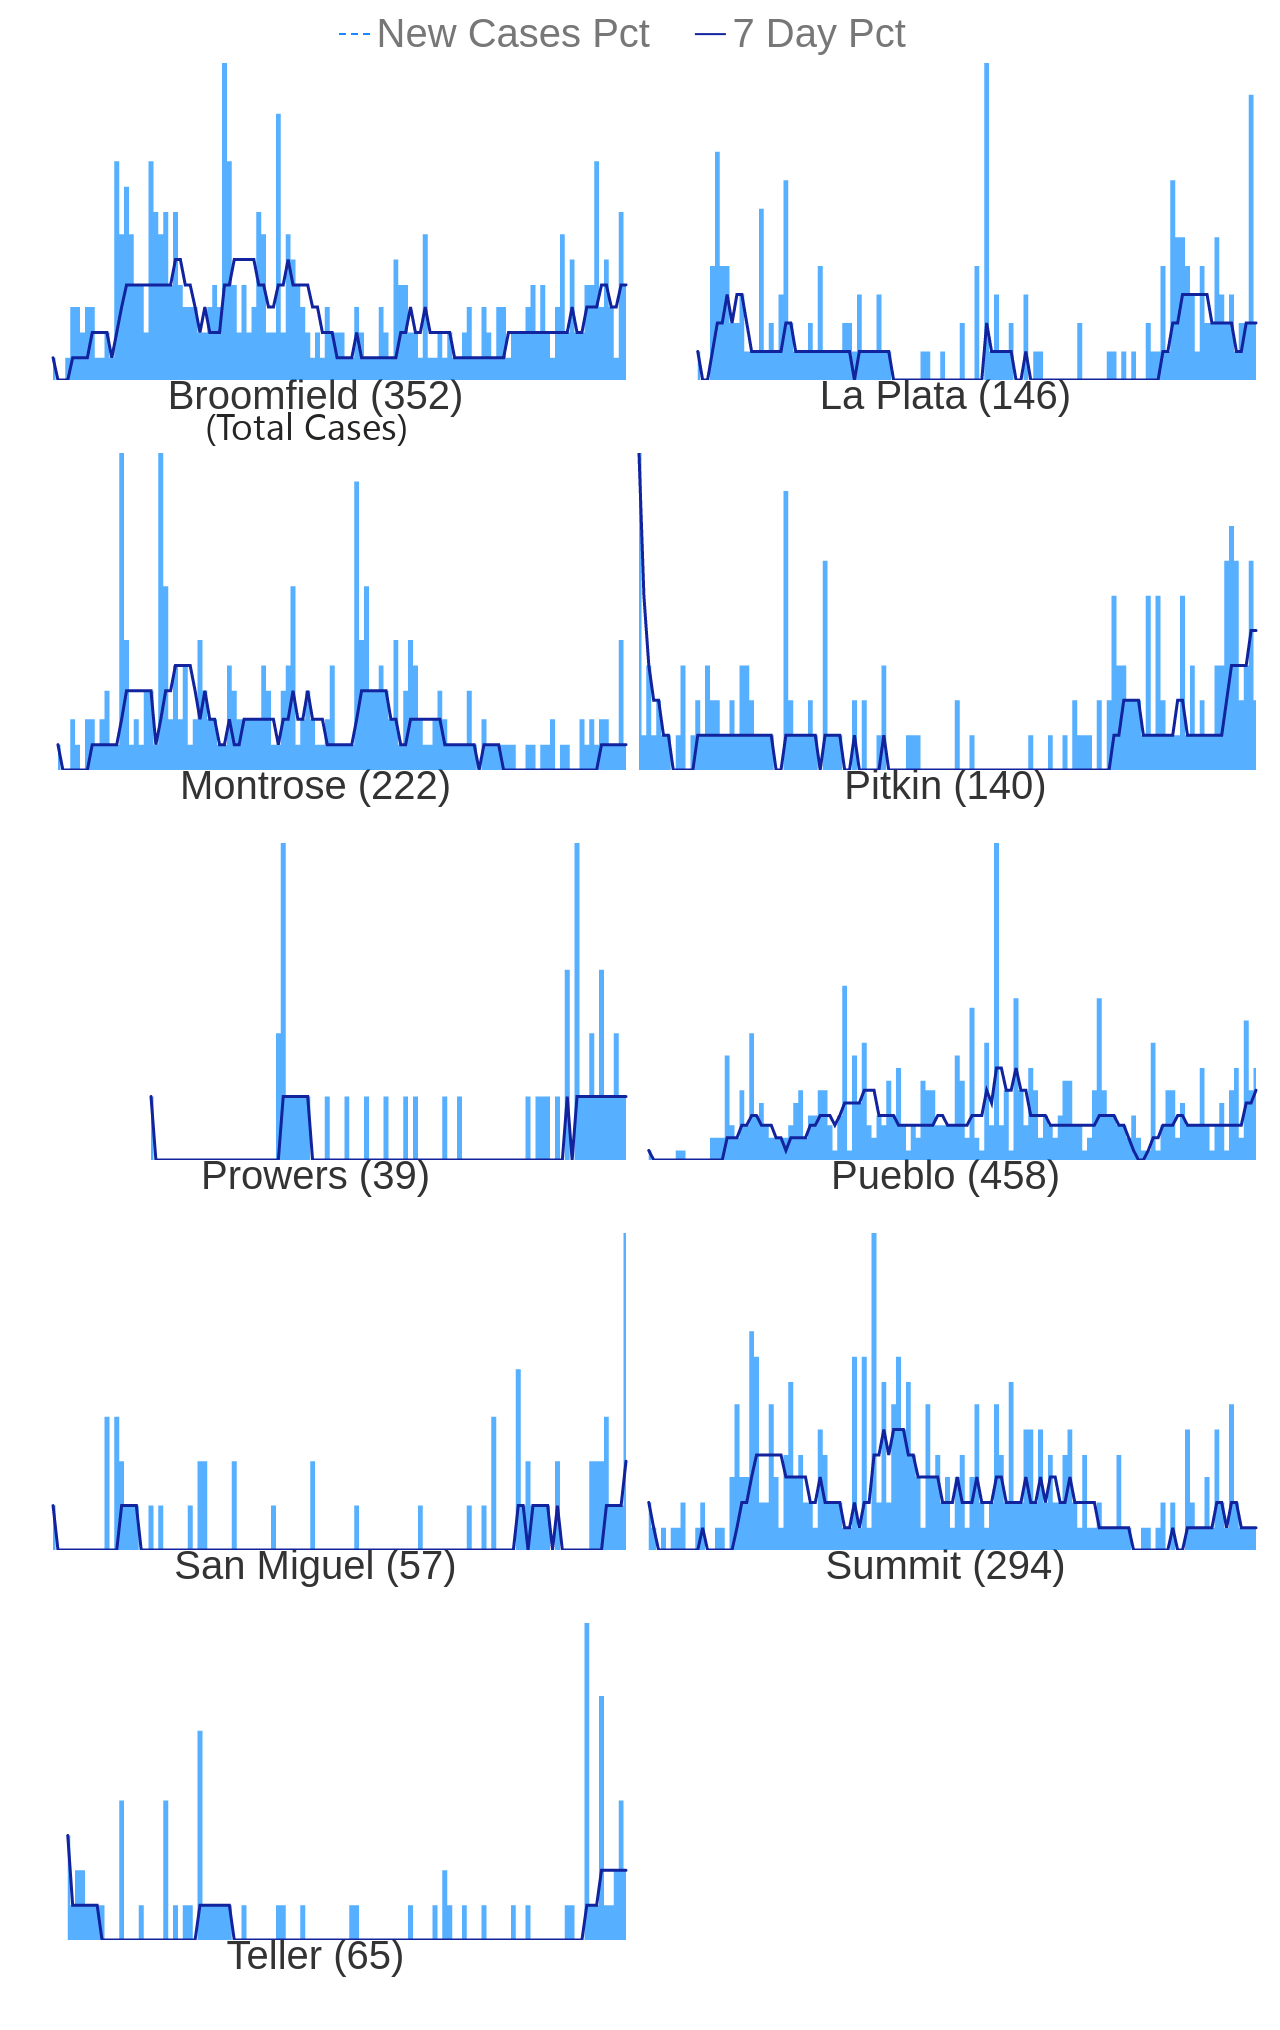 New Cases Pct 7 Day Pct
Broomfield (352) La Plata (146)
(Total Cases)
Montrose (222) Pitkin (140)
Prowers (39) Pueblo (458)
San Miguel (57) Summit (294)
Teller (65)